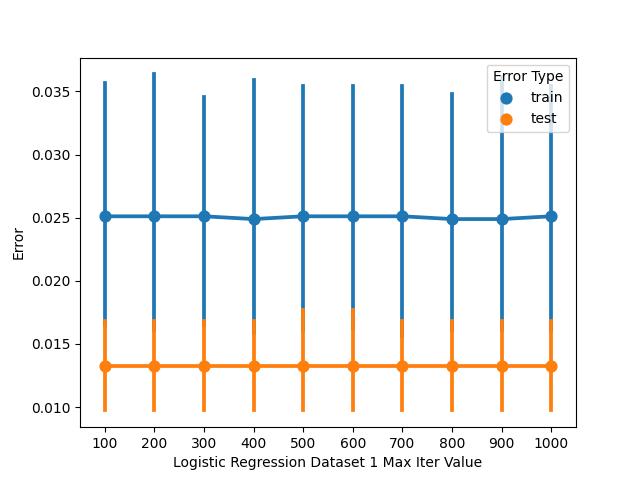 Error Type
train
test
0.035
0.030
0.025
0.020
0.015
0.010
Error
100 200 300 400 500 600 700 800 900 1000
Logistic Regression Dataset 1 Max Iter Value